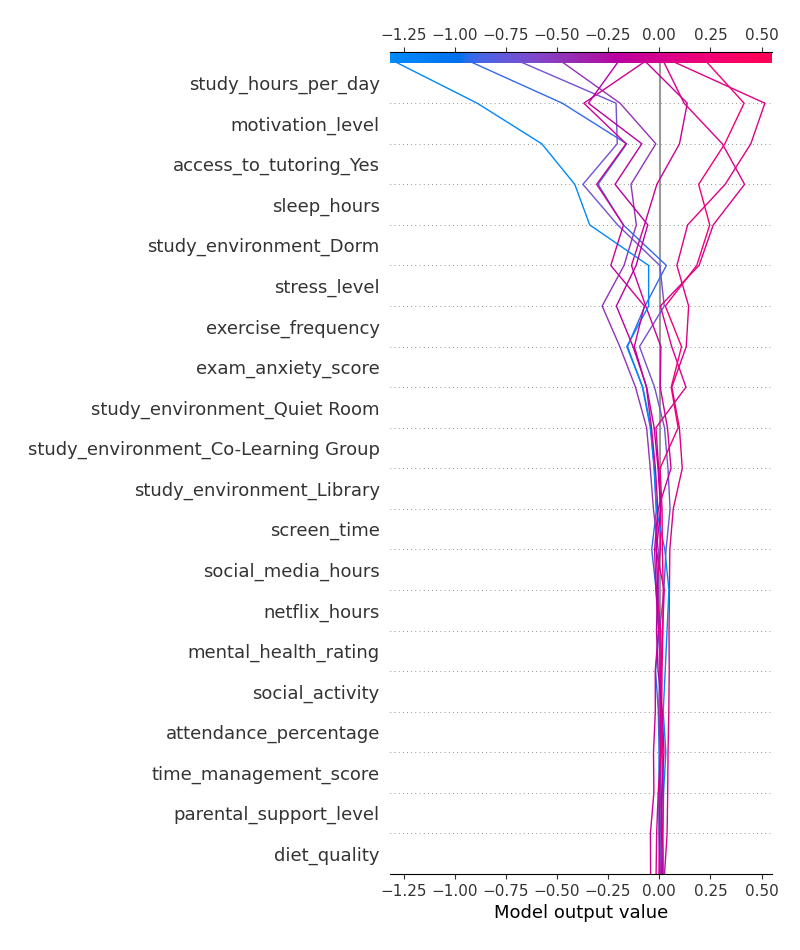 −1.25 −1.00 −0.75 −0.50 −0.25 0.00 0.25 0.50
study_hours_per_day
motivation_level
access_to_tutoring_Yes
sleep_hours
study_environment_Dorm
stress_level
exercise_frequency
exam_anxiety_score
study_environment_Quiet Room
study_environment_Co-Learning Group
study_environment_Library
screen_time
social_media_hours
netflix_hours
mental_health_rating
social_activity
attendance_percentage
time_management_score
parental_support_level
diet_quality
−1.25 −1.00 −0.75 −0.50 −0.25 0.00 0.25 0.50
Model output value